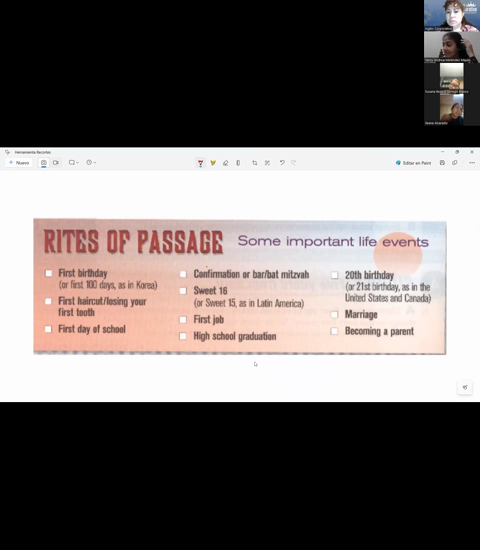 Herramienta Recortes
+ Nuevo
Editar en Paint
RITES OF PASSAGE Some important life events
First birthday
(or first 100 days, as in Korea)
First haircut/losing your
first tooth
First day of school
Confirmation or bar/bat mitzvah
Sweet 16
(or Sweet 15, as in Latin America)
First job
High school graduation
20th birthday
(or 21st birthday, as in the
United States and Canada)
Marriage
Becoming a parent